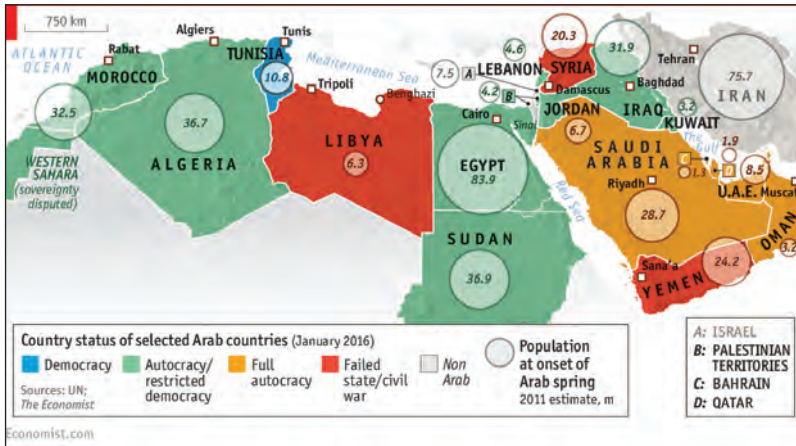 750 km
ATLANTIC
OCEAN
Rabat
MOROCCO
32.5
WESTERN
SAHARA
(sovereignty
disputed)
Algiers
36.7
ALGERIA
Tunis
TUNISIA
10.8
Tripoli
Mediterranean Sea
Benghazi
LIBYA
6.3
Cairo
Sinai
EGYPT
83.9
SUDAN
36.9
Red Sea
7.5 A
4.2 B
4.6
LEBANON
20.3
SYRIA
Damascus
JORDAN
6.7
31.9
Baghdad
IRAQ
Tehran
75.7
IRAN
3.2
KUWAIT
The Gulf
SAUDI
ARABIA
Riyadh
28.7
C
1.3
1.9
D
8.5
U.A.E.
Muscat
OMAN
3.2
Sana'a
24.2
YEMEN
Country status of selected Arab countries (January 2016)
Democracy
Autocracy/
restricted
democracy
Full
autocracy
Failed
state/civil
war
Non
Arab
Population
at onset of
Arab spring
2011 estimate, m
Sources: UN;
The Economist
A: ISRAEL
B: PALESTINIAN
TERRITORIES
C: BAHRAIN
D: QATAR
Economist.com